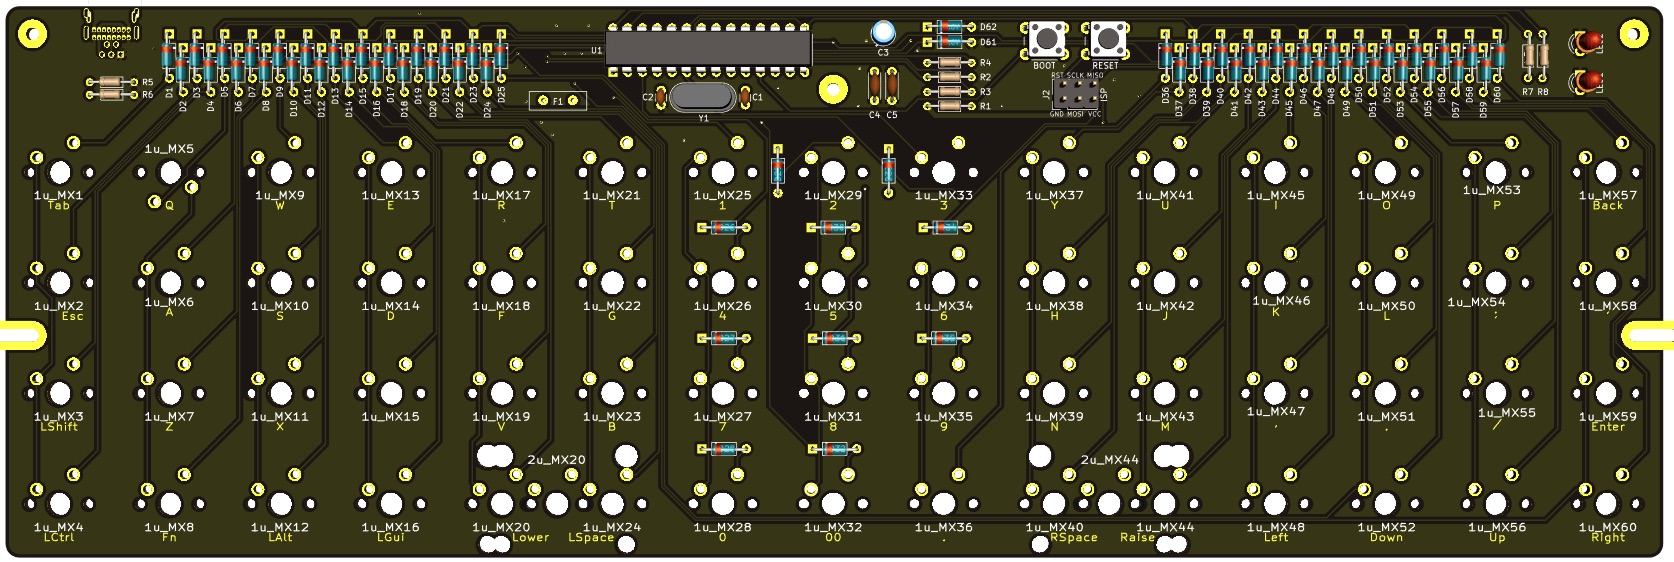 U1
C3
D62
D61
R4
R2
R3
R1
BOOT
RESET
RST SCLK MISO
J2
ISP
GND MOSI VCC
R5
R6
D1
D2
D3
D4
D5
D6
D7
D8
D9
D10
D11
D12
D13
D14
D15
D16
D17
D18
D19
D20
D21
D22
D23
D24
D25
F1
C2
C1
Y1
C4 C5
D36
D37
D38
D39
D40
D41
D42
D43
D44
D45
D46
D47
D48
D49
D50
D51
D52
D53
D54
D55
D56
D57
D58
D59
D60
R7 R8
1u_MX1 1u_MX5 1u_MX9 1u_MX13 1u_MX17 1u_MX21 1u_MX25 1u_MX29 1u_MX33 1u_MX37 1u_MX41 1u_MX45 1u_MX49 1u_MX53 1u_MX57
Tab Q W E R T 1 2 3 Y U I O P Back
1u_MX2 1u_MX6 1u_MX10 1u_MX14 1u_MX18 1u_MX22 1u_MX26 1u_MX30 1u_MX34 1u_MX38 1u_MX42 1u_MX46 1u_MX50 1u_MX54 1u_MX58
Esc A S D F G 4 5 6 H J K L ; '
1u_MX3 1u_MX7 1u_MX11 1u_MX15 1u_MX19 1u_MX23 1u_MX27 1u_MX31 1u_MX35 1u_MX39 1u_MX43 1u_MX47 1u_MX51 1u_MX55 1u_MX59
LShift Z X C V B 7 8 9 N M , . / Enter
2u_MX20 2u_MX44
1u_MX4 1u_MX8 1u_MX12 1u_MX16 1u_MX20 1u_MX24 1u_MX28 1u_MX32 1u_MX36 1u_MX40 1u_MX44 1u_MX48 1u_MX52 1u_MX56 1u_MX60
LCtrl Fn LAlt LGui Lower LSpace 0 00 . RSpace Raise Left Down Up Right